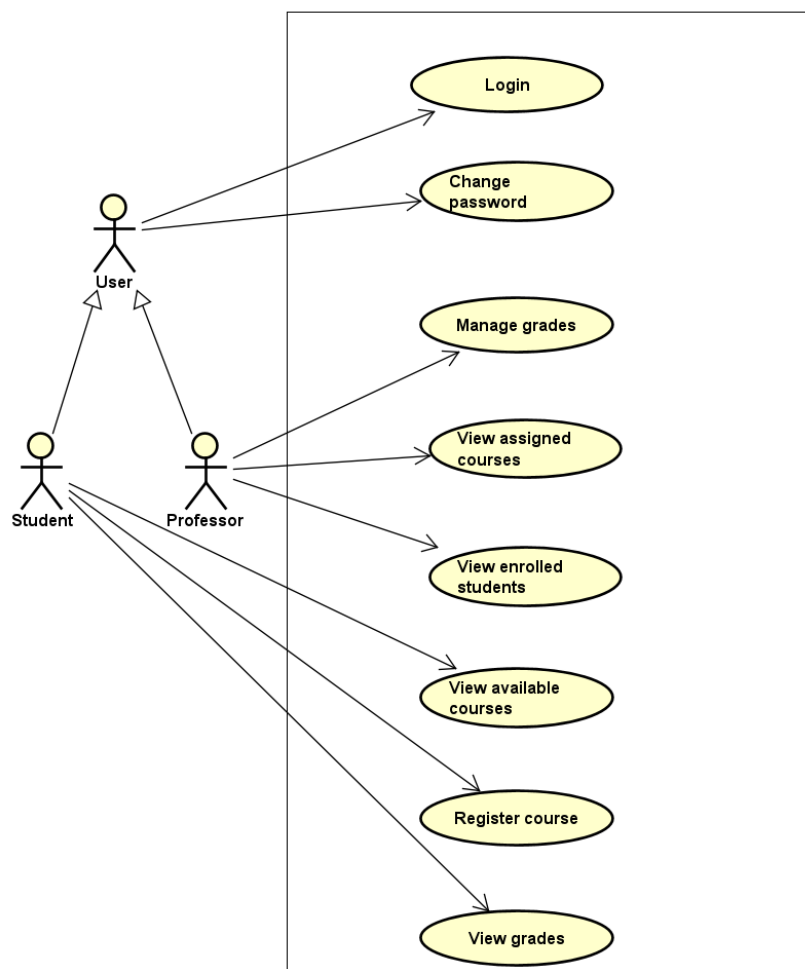 Login
Change
password
User
Manage grades
View assigned
courses
Student
Professor
View enrolled
students
View available
courses
Register course
View grades